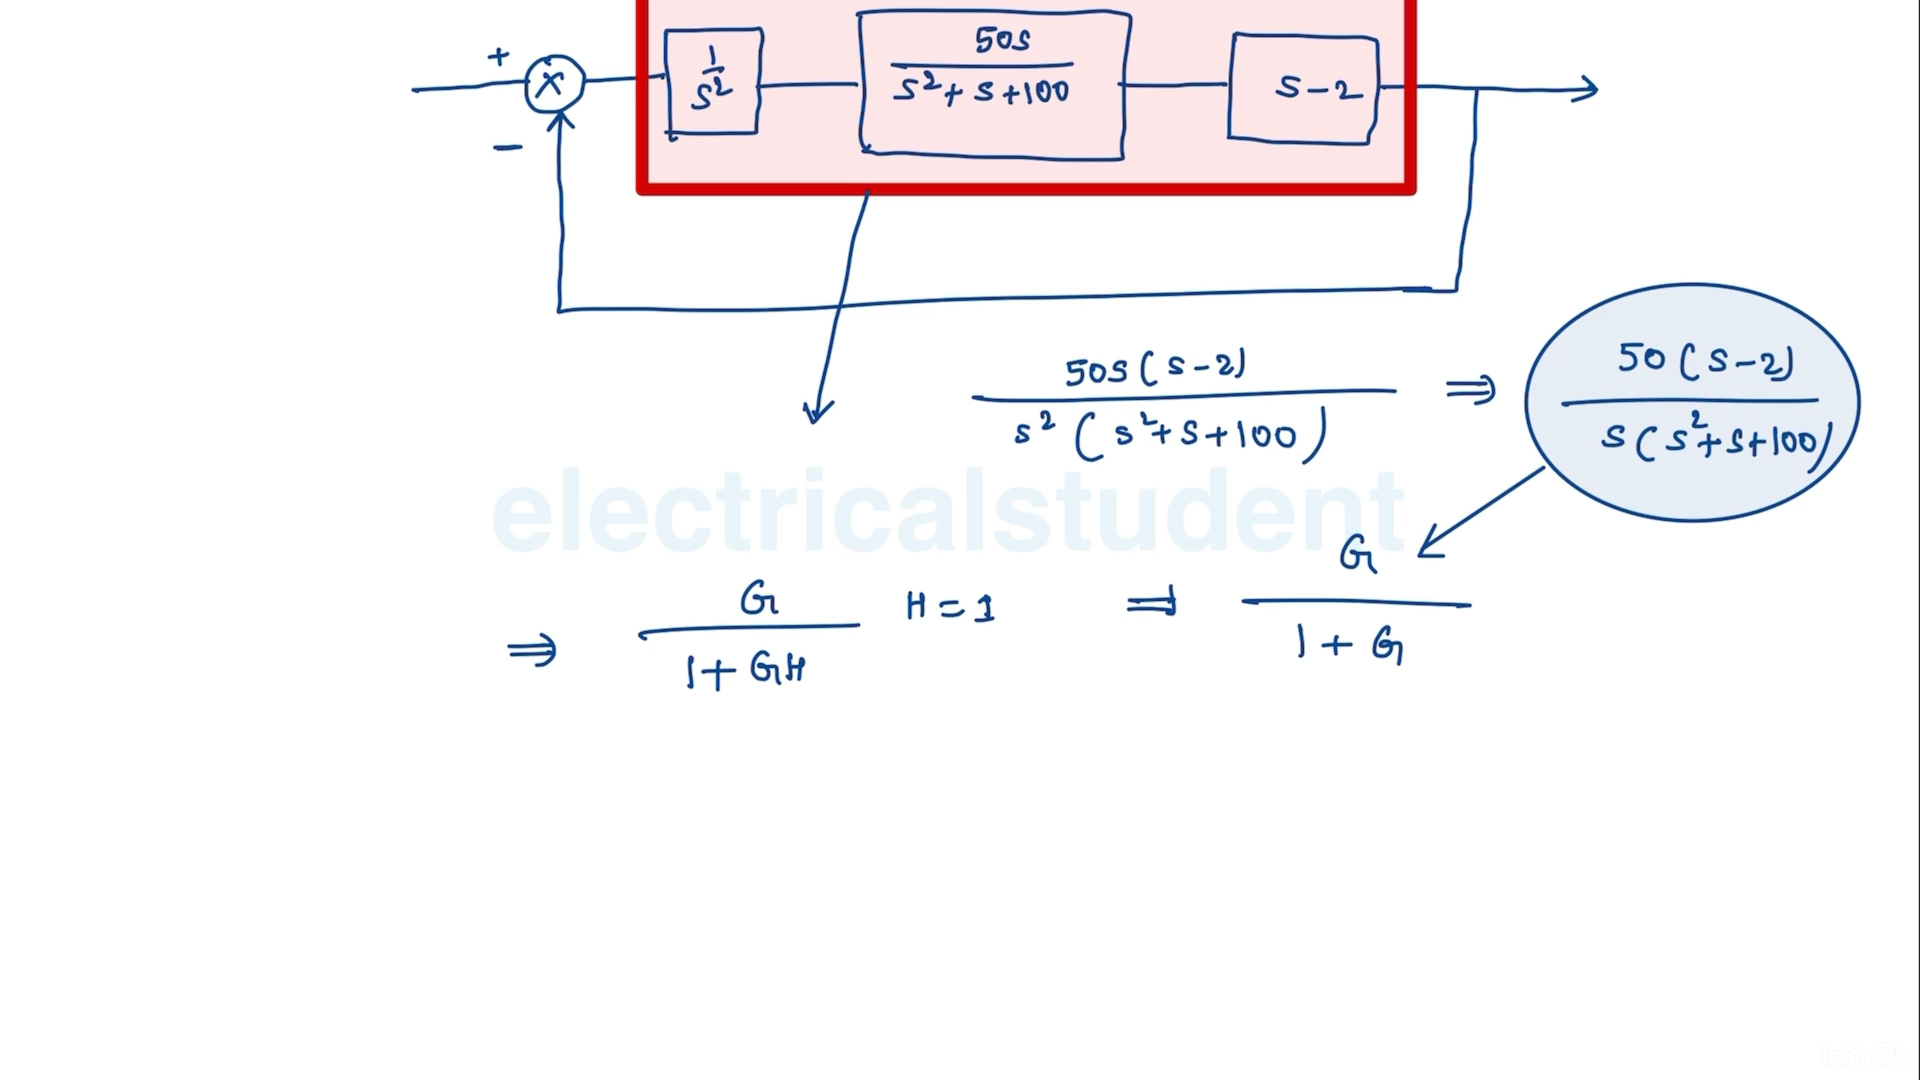 +
×
−
1
s²
50s
s²+s+100
s-2
50s(s-2)
s²(s²+s+100)
⇒
50(s-2)
s(s²+s+100)
electricalstudent
⇒
G
1+GH
H=1
⇒
G
1+G
InShOt